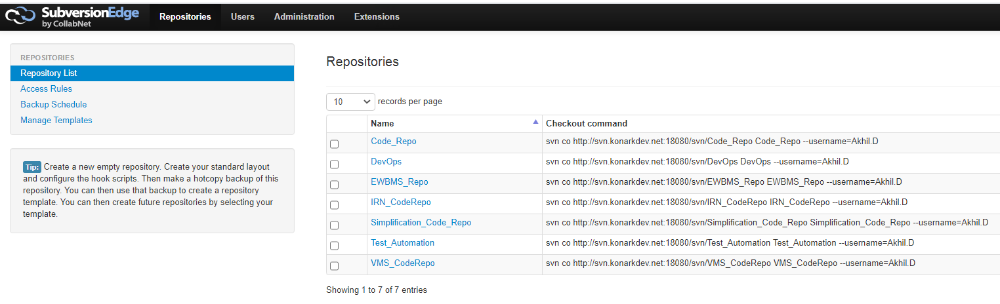 SubversionEdge
by CollabNet
Repositories Users Administration Extensions
REPOSITORIES
Repository List
Access Rules
Backup Schedule
Manage Templates
Tip: Create a new empty repository. Create your standard layout
and configure the hook scripts. Then make a hotcopy backup of this
repository. You can then use that backup to create a repository
template. You can then create future repositories by selecting your
template.
Repositories
10 records per page
Name Checkout command
Code_Repo svn co http://svn.konarkdev.net:18080/svn/Code_Repo Code_Repo --username=Akhil.D
DevOps svn co http://svn.konarkdev.net:18080/svn/DevOps DevOps --username=Akhil.D
EWBMS_Repo svn co http://svn.konarkdev.net:18080/svn/EWBMS_Repo EWBMS_Repo --username=Akhil.D
IRN_CodeRepo svn co http://svn.konarkdev.net:18080/svn/IRN_CodeRepo IRN_CodeRepo --username=Akhil.D
Simplification_Code_Repo svn co http://svn.konarkdev.net:18080/svn/Simplification_Code_Repo Simplification_Code_Repo --username=Akhil.D
Test_Automation svn co http://svn.konarkdev.net:18080/svn/Test_Automation Test_Automation --username=Akhil.D
VMS_CodeRepo svn co http://svn.konarkdev.net:18080/svn/VMS_CodeRepo VMS_CodeRepo --username=Akhil.D
Showing 1 to 7 of 7 entries